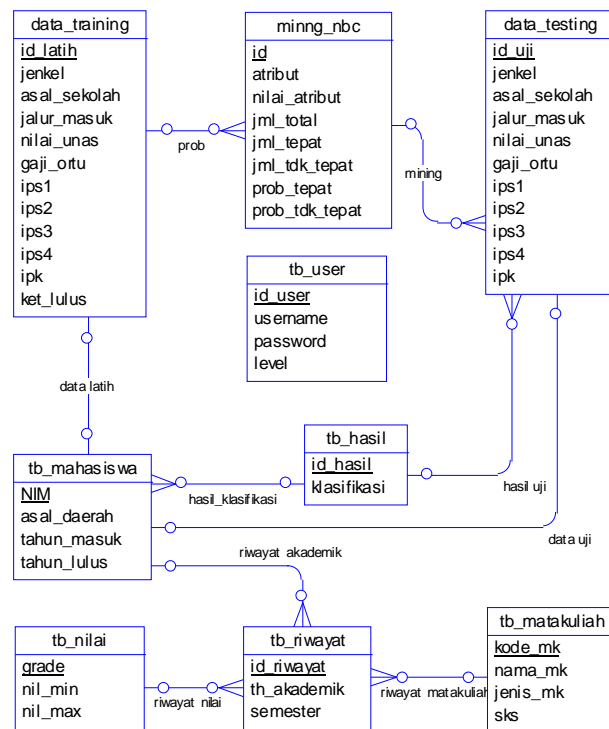 data_training
id_latih
jenkel
asal_sekolah
jalur_masuk
nilai_unas
gaji_ortu
ips1
ips2
ips3
ips4
ipk
ket_lulus
prob
minng_nbc
id
atribut
nilai_atribut
jml_total
jml_tepat
jml_tdk_tepat
prob_tepat
prob_tdk_tepat
mining
data_testing
id_uji
jenkel
asal_sekolah
jalur_masuk
nilai_unas
gaji_ortu
ips1
ips2
ips3
ips4
ipk
tb_user
id_user
username
password
level
data latih
tb_hasil
id_hasil
klasifikasi
hasil_klasifikasi
hasil uji
tb_mahasiswa
NIM
asal_daerah
tahun_masuk
tahun_lulus
data uji
riwayat akademik
tb_nilai
grade
nil_min
nil_max
riwayat nilai
tb_riwayat
id_riwayat
th_akademik
semester
riwayat matakuliah
tb_matakuliah
kode_mk
nama_mk
jenis_mk
sks